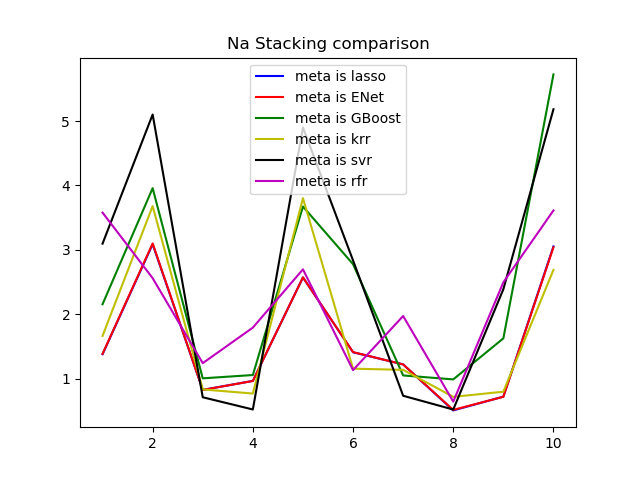 Na Stacking comparison
meta is lasso
meta is ENet
meta is GBoost
meta is krr
meta is svr
meta is rfr
5
4
3
2
1
2 4 6 8 10